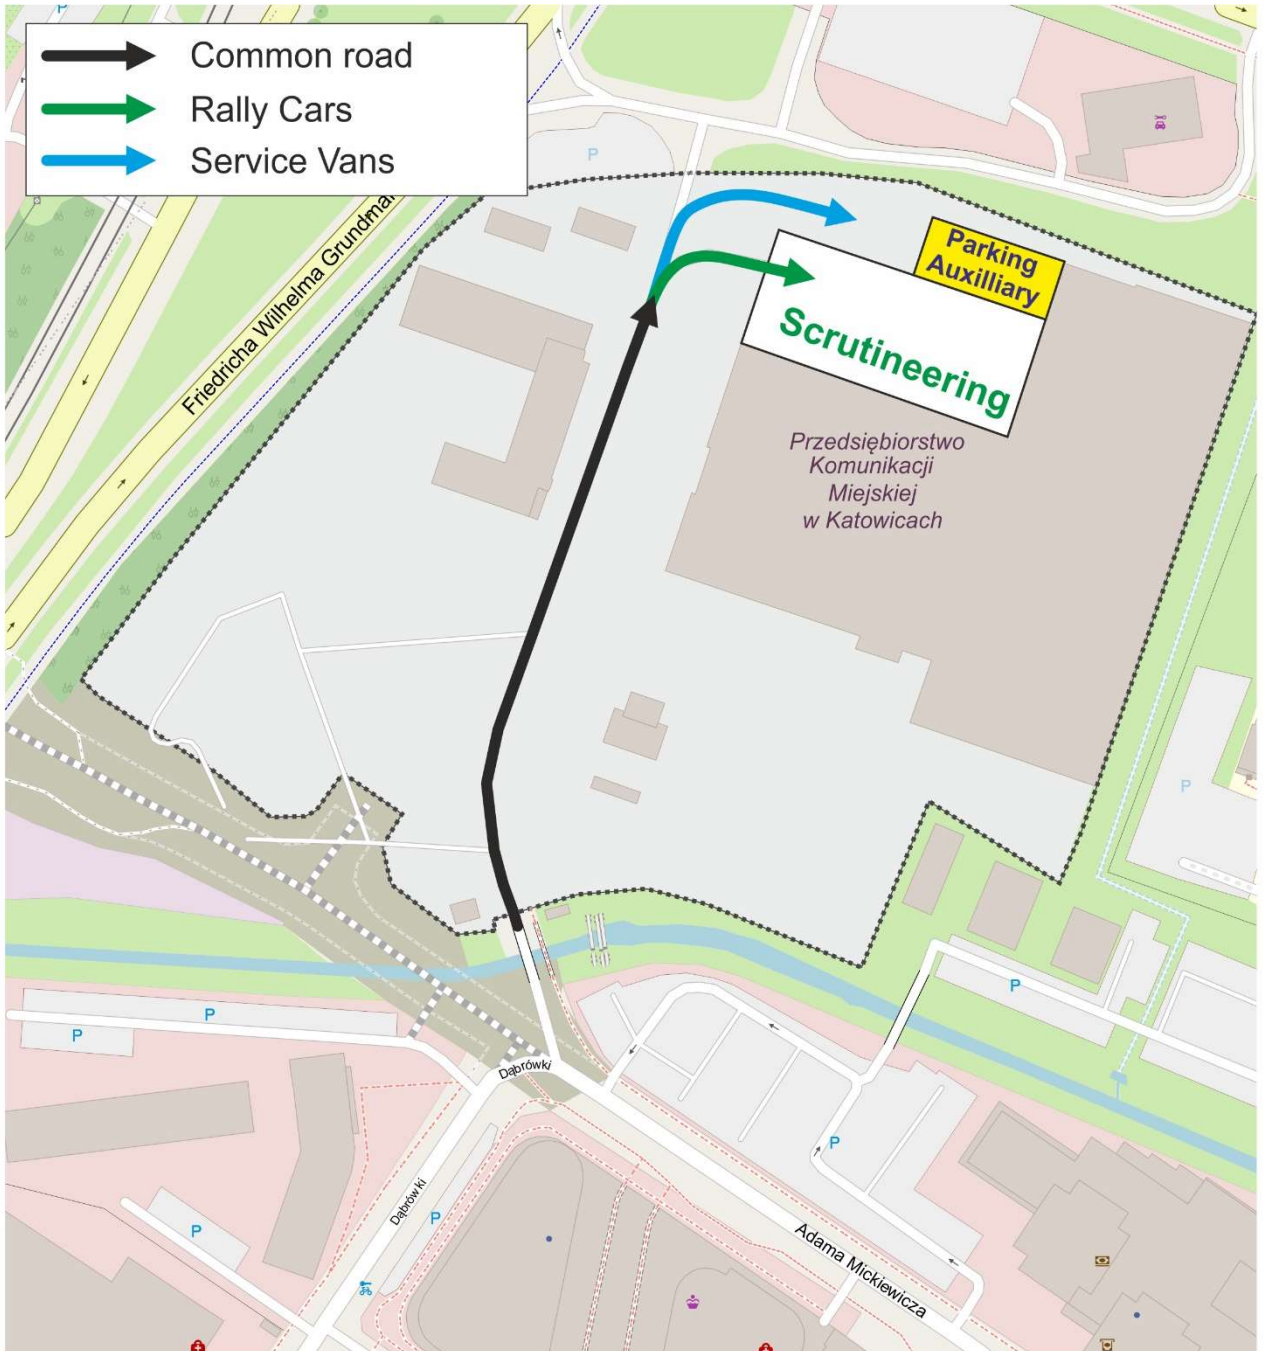 P
Common road
Rally Cars
Service Vans
P
Friedricha Wilhelma Grundman
Parking
Auxilliary
Scrutineering
Przedsiębiorstwo
Komunikacji
Miejskiej
w Katowicach
P
P
P
P
Dąbrówki
P
Dąbrówki
P
P
Adama Mickiewicza